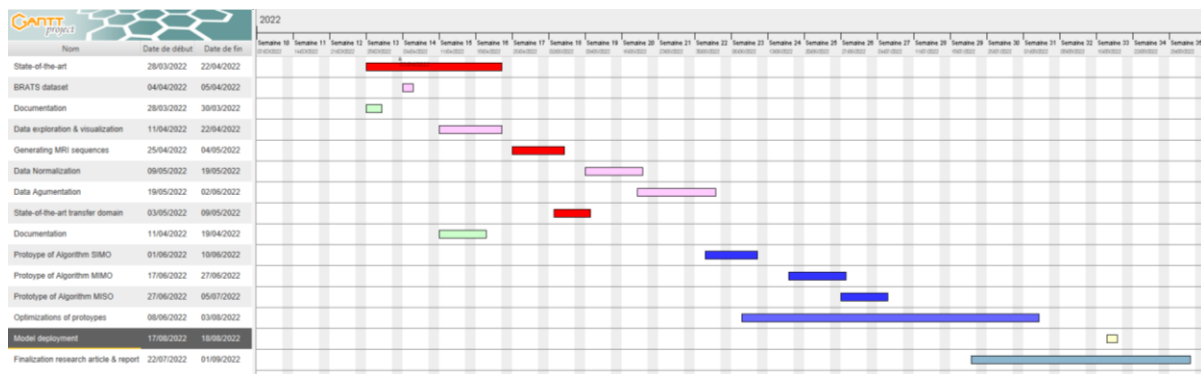 GANTT project
2022
Nom Date de début Date de fin
Semaine 10 Semaine 11 Semaine 12 Semaine 13 Semaine 14 Semaine 15 Semaine 16 Semaine 17 Semaine 18 Semaine 19 Semaine 20 Semaine 21 Semaine 22 Semaine 23 Semaine 24 Semaine 25 Semaine 26 Semaine 27 Semaine 28 Semaine 29 Semaine 30 Semaine 31 Semaine 32 Semaine 33 Semaine 34 Semaine 35
State-of-the-art 28/03/2022 22/04/2022
BRATS dataset 04/04/2022 05/04/2022
Documentation 28/03/2022 30/03/2022
Data exploration & visualization 11/04/2022 22/04/2022
Generating MRI sequences 25/04/2022 04/05/2022
Data Normalization 09/05/2022 19/05/2022
Data Agumentation 19/05/2022 02/06/2022
State-of-the-art transfer domain 03/05/2022 09/05/2022
Documentation 11/04/2022 19/04/2022
Protoype of Algorithm SIMO 01/06/2022 10/06/2022
Protoype of Algorithm MIMO 17/06/2022 27/06/2022
Prototype of Algorithm MISO 27/06/2022 05/07/2022
Optimizations of protoypes 08/06/2022 03/08/2022
Model deployment 17/08/2022 18/08/2022
Finalization research article & report 22/07/2022 01/09/2022